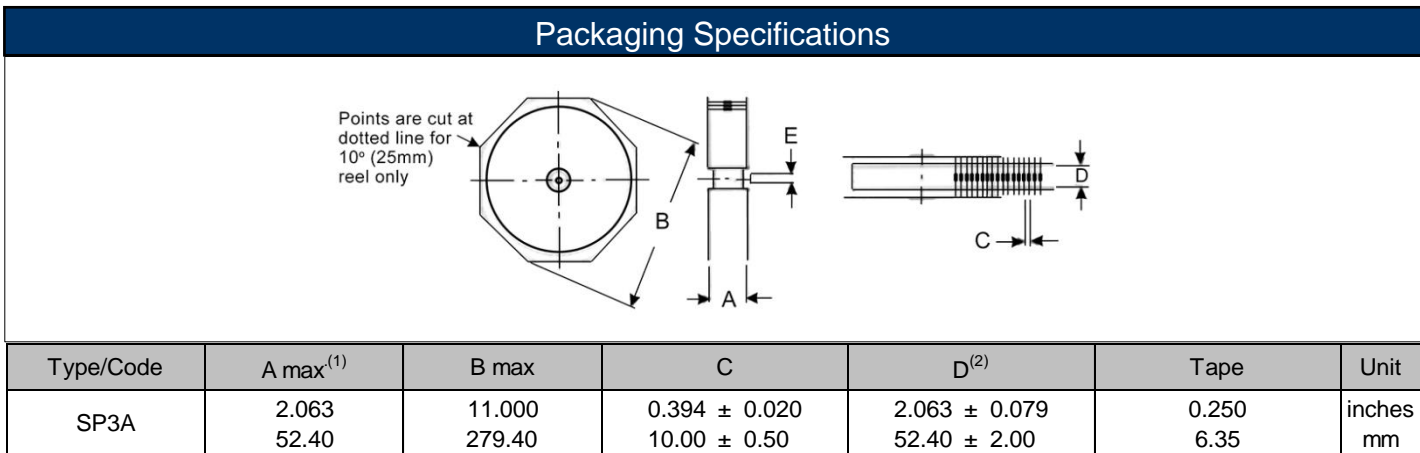 Packaging Specifications
Points are cut at
dotted line for
10º (25mm)
reel only
E
B
A
D
C
Type/Code A max.(1) B max C D(2) Tape Unit
SP3A
2.063 11.000 0.394 ± 0.020 2.063 ± 0.079 0.250 inches
52.40 279.40 10.00 ± 0.50 52.40 ± 2.00 6.35 mm